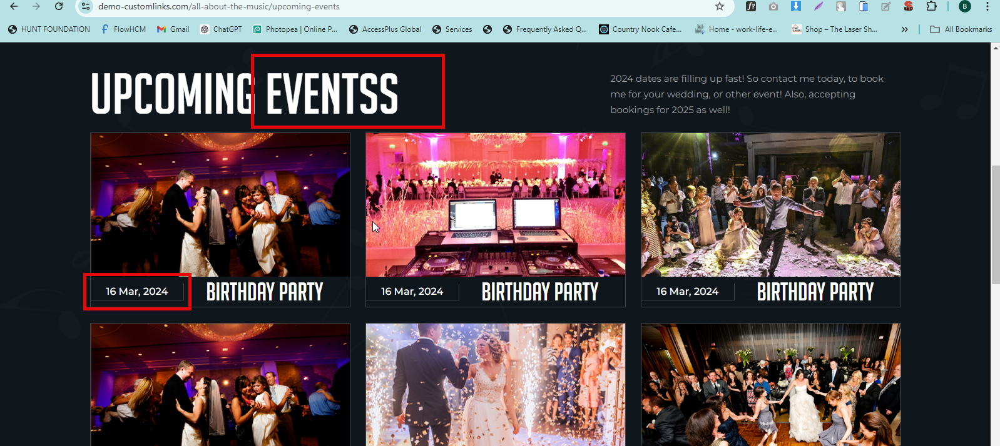 demo-customlinks.com/all-about-the-music/upcoming-events
HUNT FOUNDATION FlowHCM Gmail ChatGPT Photopea | Online P... AccessPlus Global Services Frequently Asked Q... Country Nook Cafe... Home - work-life-e... Shop – The Laser Sh... » All Bookmarks
UPCOMING EVENTSS
2024 dates are filling up fast! So contact me today, to book
me for your wedding, or other event! Also, accepting
bookings for 2025 as well!
16 Mar, 2024 BIRTHDAY PARTY
16 Mar, 2024 BIRTHDAY PARTY
16 Mar, 2024 BIRTHDAY PARTY